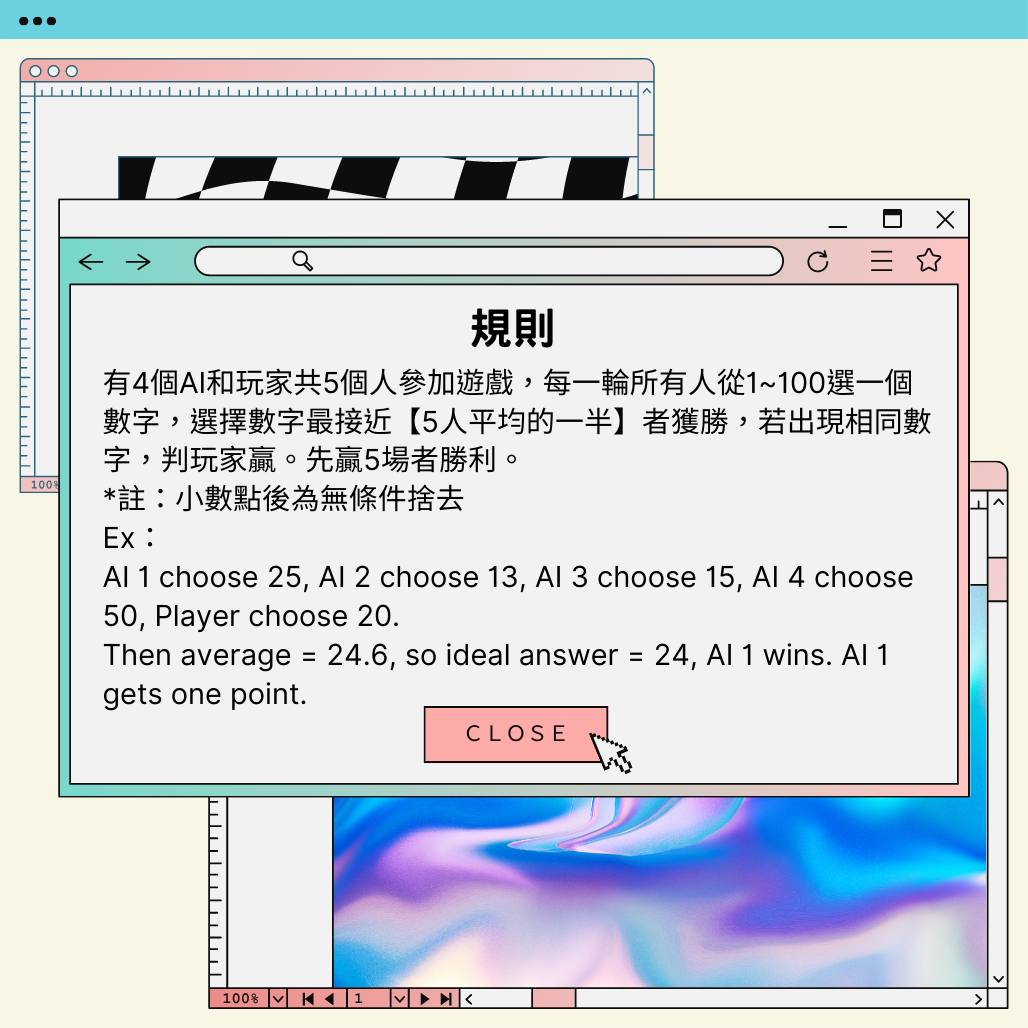 規則
有4個AI和玩家共5個人參加遊戲，每一輪所有人從1~100選一個
數字，選擇數字最接近【5人平均的一半】者獲勝，若出現相同數
字，判玩家贏。先贏5場者勝利。
*註：小數點後為無條件捨去
Ex：
AI 1 choose 25, AI 2 choose 13, AI 3 choose 15, AI 4 choose
50, Player choose 20.
Then average = 24.6, so ideal answer = 24, AI 1 wins. AI 1
gets one point.
100%
CLOSE
100% 1